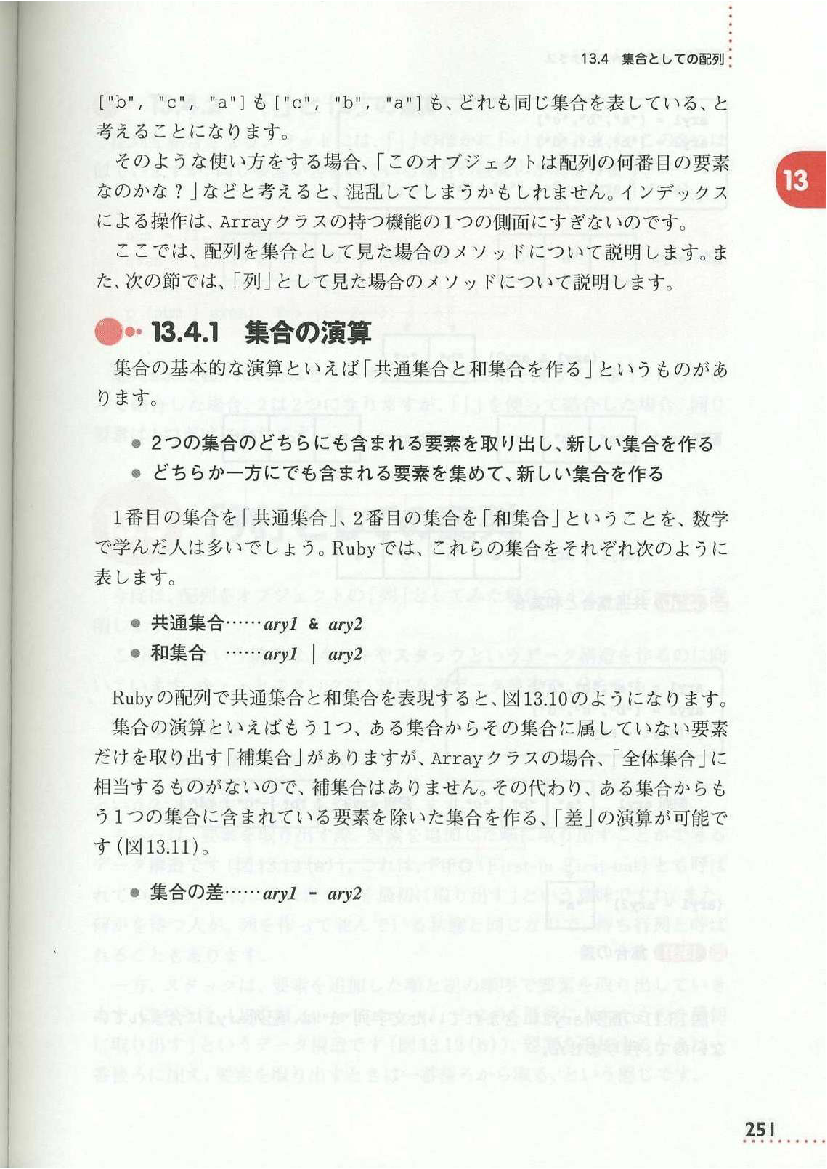 13.4 集合としての配列
["b", "c", "a"]も["c", "b", "a"]も、どれも同じ集合を表している、と
考えることになります。
そのような使い方をする場合、「このオブジェクトは配列の何番目の要素
なのかな？」などと考えると、混乱してしまうかもしれません。インデックス
による操作は、Arrayクラスの持つ機能の1つの側面にすぎないのです。
ここでは、配列を集合として見た場合のメソッドについて説明します。ま
た、次の節では、「列」として見た場合のメソッドについて説明します。
13
13.4.1 集合の演算
集合の基本的な演算といえば「共通集合と和集合を作る」というものがあ
ります。
● 2つの集合のどちらにも含まれる要素を取り出し、新しい集合を作る
● どちらか一方にでも含まれる要素を集めて、新しい集合を作る
1番目の集合を「共通集合」、2番目の集合を「和集合」ということを、数学
で学んだ人は多いでしょう。Rubyでは、これらの集合をそれぞれ次のように
表します。
● 共通集合……ary1 & ary2
● 和集合 ……ary1 | ary2
Rubyの配列で共通集合と和集合を表現すると、図13.10のようになります。
集合の演算といえばもう1つ、ある集合からその集合に属していない要素
だけを取り出す「補集合」がありますが、Arrayクラスの場合、「全体集合」に
相当するものがないので、補集合はありません。その代わり、ある集合からも
う1つの集合に含まれている要素を除いた集合を作る、「差」の演算が可能で
す(図13.11)。
● 集合の差……ary1 - ary2
251